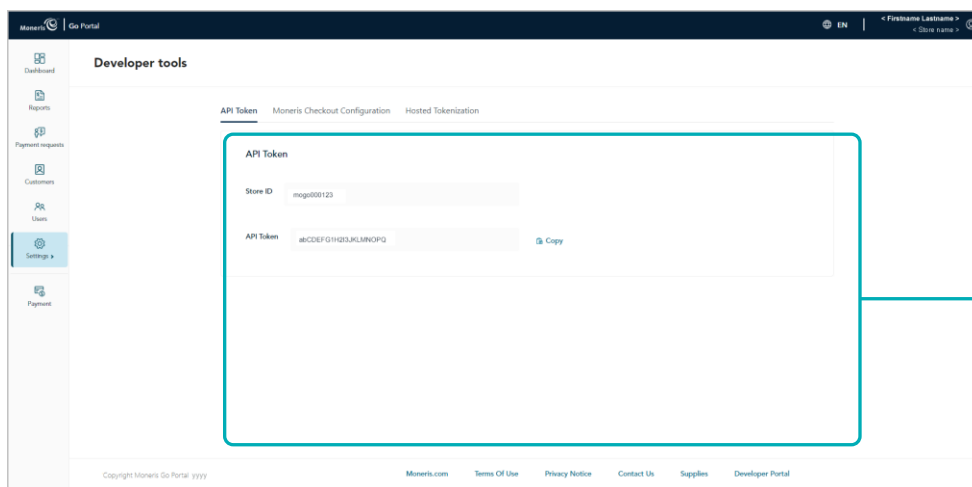 Moneris Go Portal
EN
< Firstname Lastname >
< Store name >
Dashboard
Reports
Payment requests
Customers
Users
Settings
Payment
Developer tools
API Token Moneris Checkout Configuration Hosted Tokenization
API Token
Store ID mogo000123
API Token abCDEFG1H2I3JKLMNOPQ Copy
Copyright Moneris Go Portal yyyy Moneris.com Terms Of Use Privacy Notice Contact Us Supplies Developer Portal